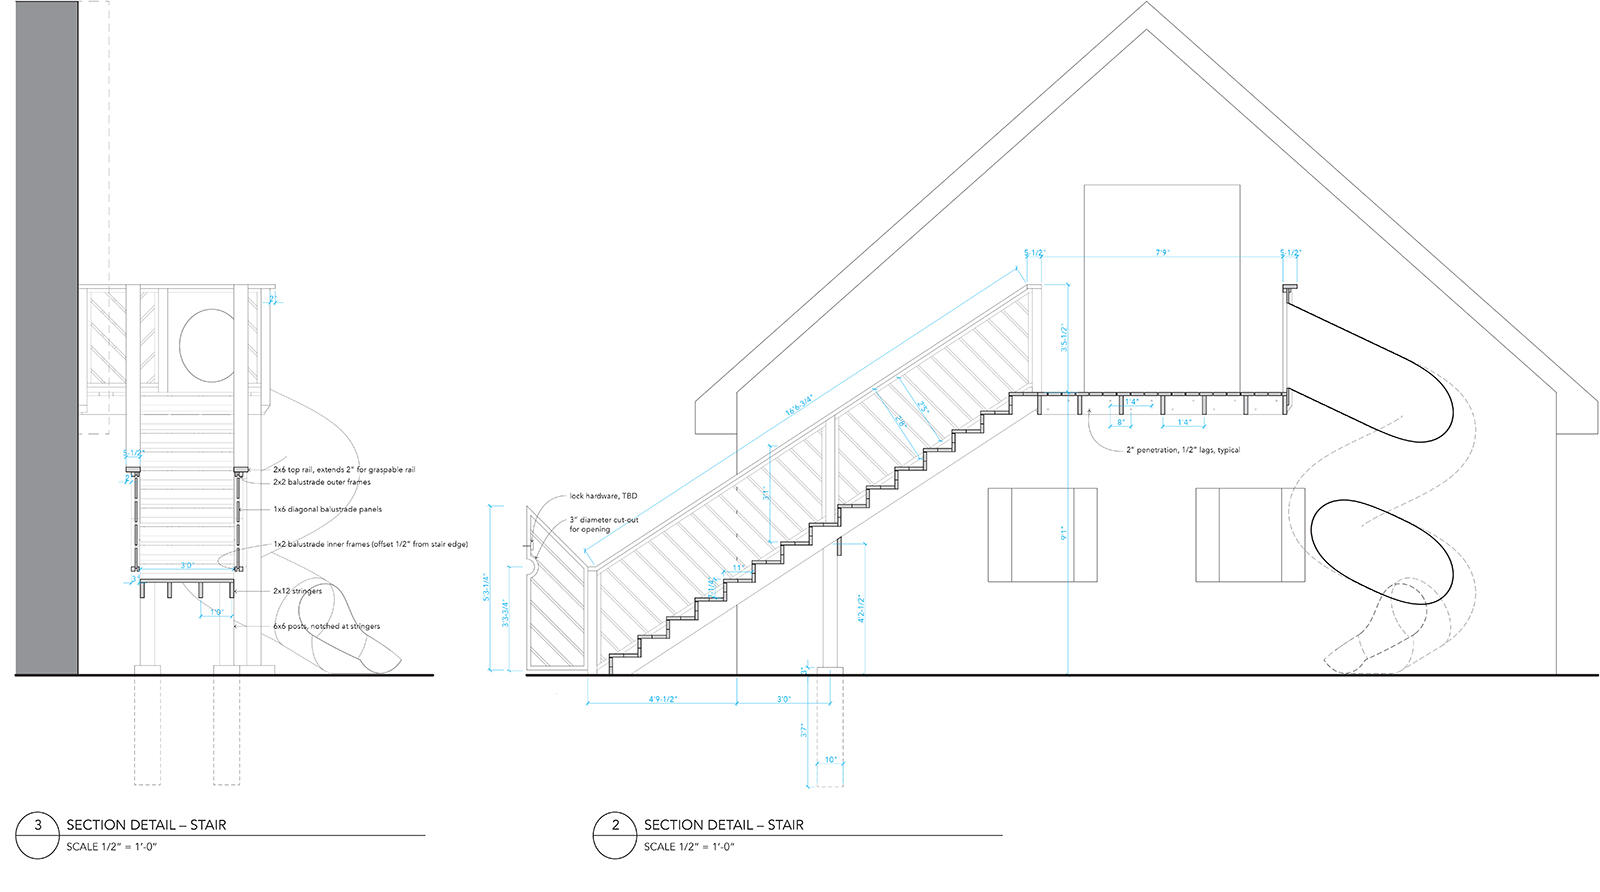 2"
5-1/2"
2"
2x6 top rail, extends 2" for graspable rail
2x2 balustrade outer frames
1x6 diagonal balustrade panels
1x2 balustrade inner frames (offset 1/2" from stair edge)
3'0"
3"
2x12 stringers
1'0"
6x6 posts, notched at stringers
3
SECTION DETAIL – STAIR
SCALE 1/2" = 1'-0"
5-1/2"
7'9"
5-1/2"
3'5-1/2"
16'6-3/4"
2'5"
2'8"
1'4"
8"
1'4"
2" penetration, 1/2" lags, typical
3'1"
lock hardware, TBD
3" diameter cut-out
for opening
9'1"
11"
7-1/4"
5'3-1/4"
3'3-3/4"
4'2-1/2"
3"
4'9-1/2"
3'0"
3'7"
10"
2
SECTION DETAIL – STAIR
SCALE 1/2" = 1'-0"